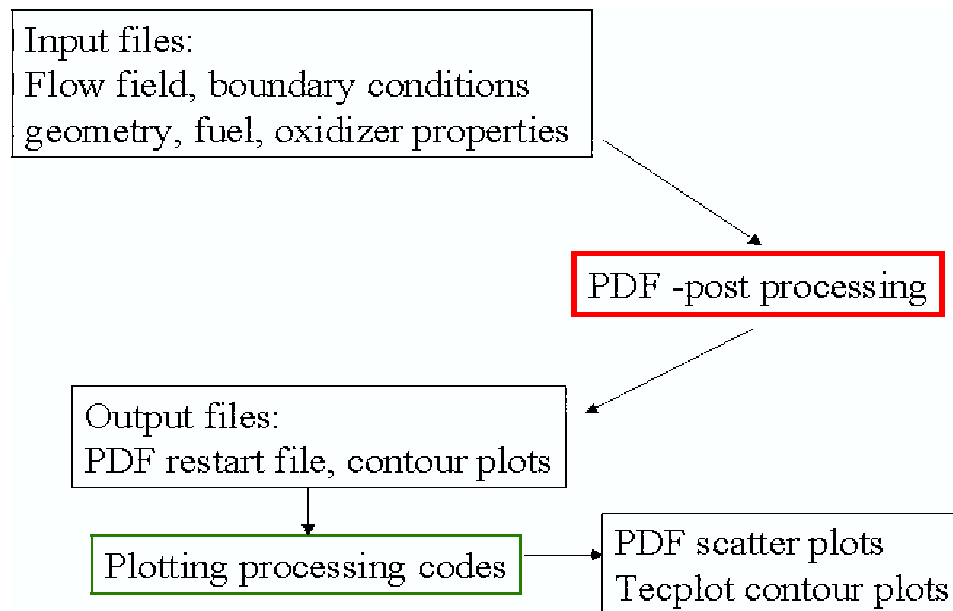 Input files:
Flow field, boundary conditions
geometry, fuel, oxidizer properties
PDF -post processing
Output files:
PDF restart file, contour plots
Plotting processing codes
PDF scatter plots
Tecplot contour plots